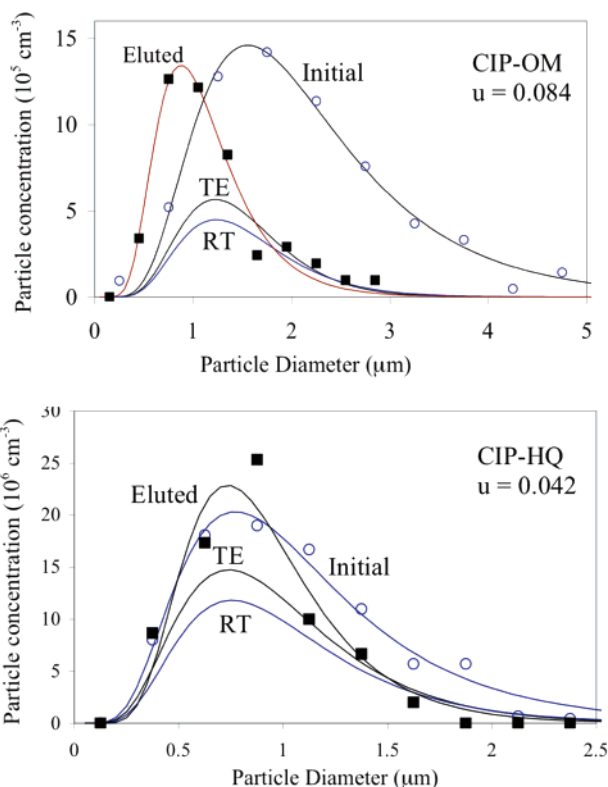 15
10
5
0
Particle concentration (10⁵ cm⁻³)
Eluted
Initial
TE
RT
CIP-OM
u = 0.084
0 1 2 3 4 5
Particle Diameter (μm)
30
25
20
15
10
5
0
Particle concentration (10⁶ cm⁻³)
Eluted
TE
RT
Initial
CIP-HQ
u = 0.042
0 0.5 1 1.5 2 2.5
Particle Diameter (μm)